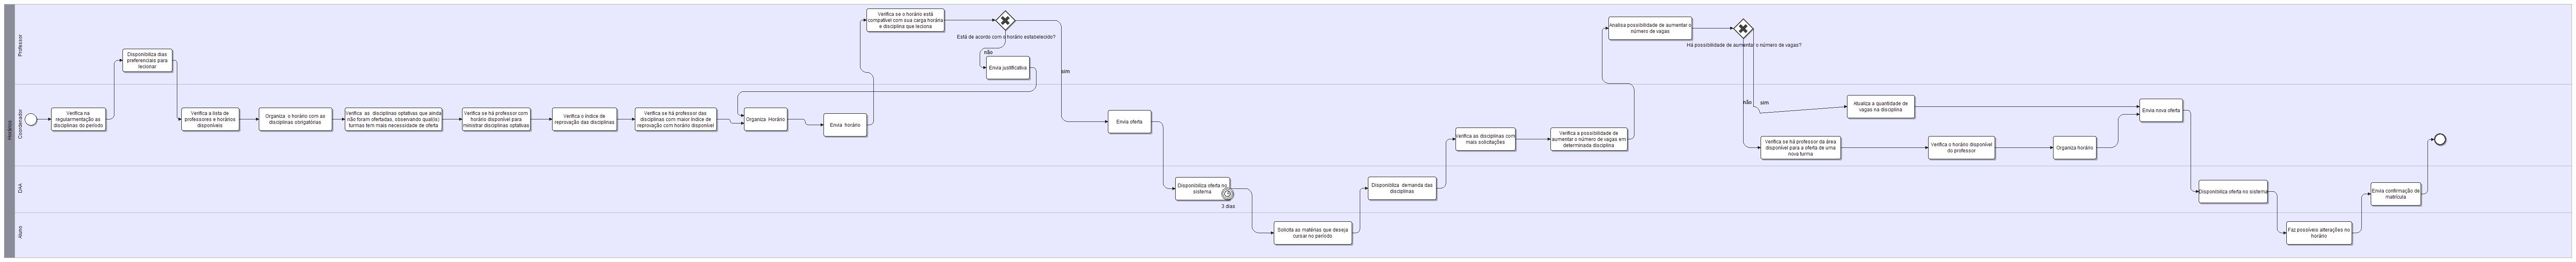 Horários
Professor
Coordenador
DAA
Aluno
Verifica na
regulamentação as
disciplinas do período
Disponibiliza dias
preferenciais para
lecionar
Verifica a lista de
professores e horários
disponíveis
Organiza o horário com as
disciplinas obrigatórias
Verifica as disciplinas optativas que ainda
não foram ofertadas, observando qual(is)
turmas tem mais necessidade de oferta
Verifica se há professor com
horário disponível para
ministrar disciplinas optativas
Verifica o índice de
reprovação das disciplinas
Verifica se há professor das
disciplinas com maior índice de
reprovação com horário disponível
Organiza Horário
Envia horário
Verifica se o horário está
compatível com sua carga horária
e disciplina que leciona
Está de acordo com o horário estabelecido?
não
Envia justificativa
sim
Envia oferta
Disponibiliza oferta no
sistema
3 dias
Solicita as matérias que deseja
cursar no período
Disponibiliza demanda das
disciplinas
Verifica as disciplinas com
mais solicitações
Verifica a possibilidade de
aumentar o número de vagas em
determinada disciplina
Analisa possibilidade de aumentar o
número de vagas
Há possibilidade de aumentar o número de vagas?
não
sim
Atualiza a quantidade de
vagas na disciplina
Verifica se há professor da área
disponível para a oferta de uma
nova turma
Verifica o horário disponível
do professor
Organiza horário
Envia nova oferta
Disponibiliza oferta no sistema
Faz possíveis alterações no
horário
Envia confirmação de
matrícula